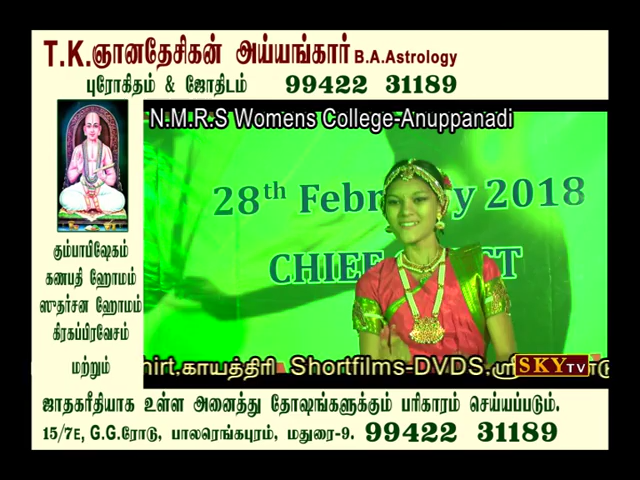 T.K.ஞானதேசிகன் அய்யங்கார் B.A.Astrology
புரோகிதம் & ஜோதிடம் 99422 31189
N.M.R.S Womens College-Anuppanadi
28th February 2018
CHIEF GUEST
கும்பாபிஷேகம்
கணபதி ஹோமம்
ஸுதர்சன ஹோமம்
கிரகப்பிரவேசம்
மற்றும்
hirt.காயத்திரி Shortfilms-DVDS.ஸ்ரீ
SKY TV
ஜாதகரீதியாக உள்ள அனைத்து தோஷங்களுக்கும் பரிகாரம் செய்யப்படும்.
15/7E, G.G.ரோடு, பாலரெங்கபுரம், மதுரை-9. 99422 31189